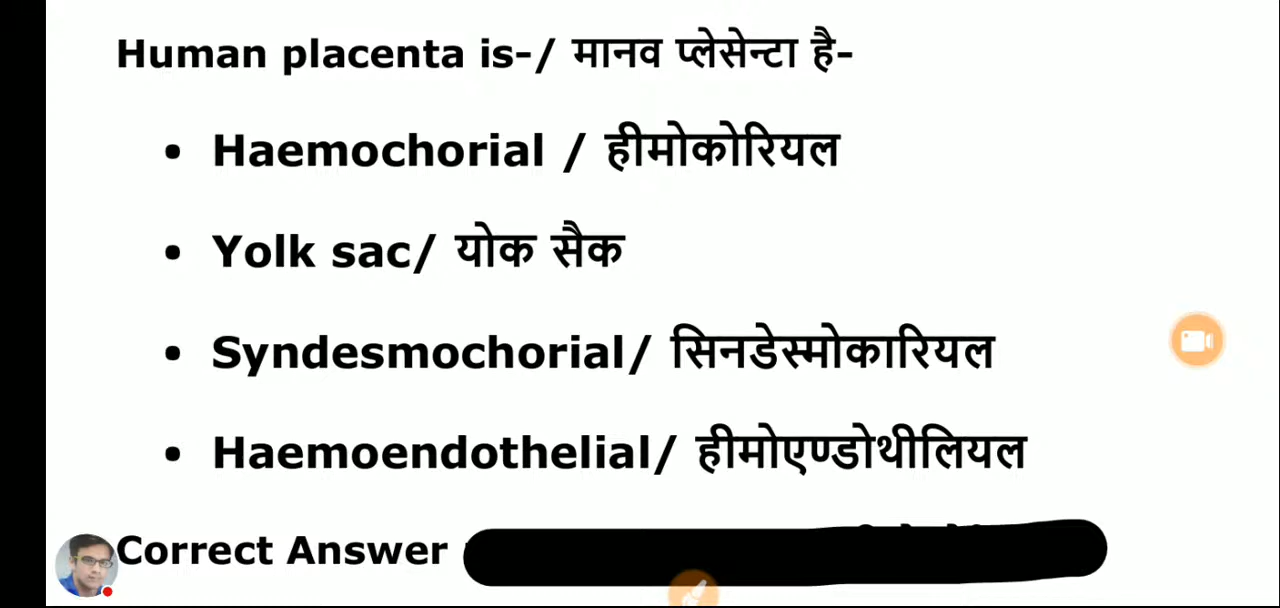 Human placenta is-/ मानव प्लेसेन्टा है-
• Haemochorial / हीमोकोरियल
• Yolk sac/ योक सैक
• Syndesmochorial/ सिनडेस्मोकारियल
• Haemoendothelial/ हीमोएण्डोथीलियल
Correct Answer